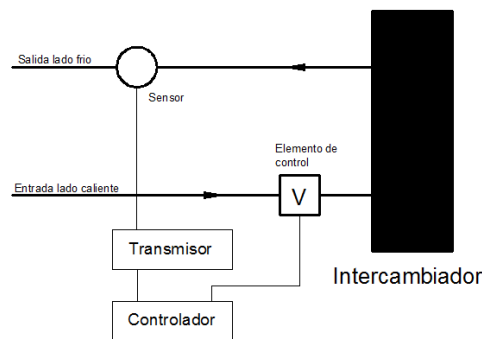 Salida lado frio
Sensor
Elemento de
control
Entrada lado caliente
V
Transmisor
Intercambiador
Controlador